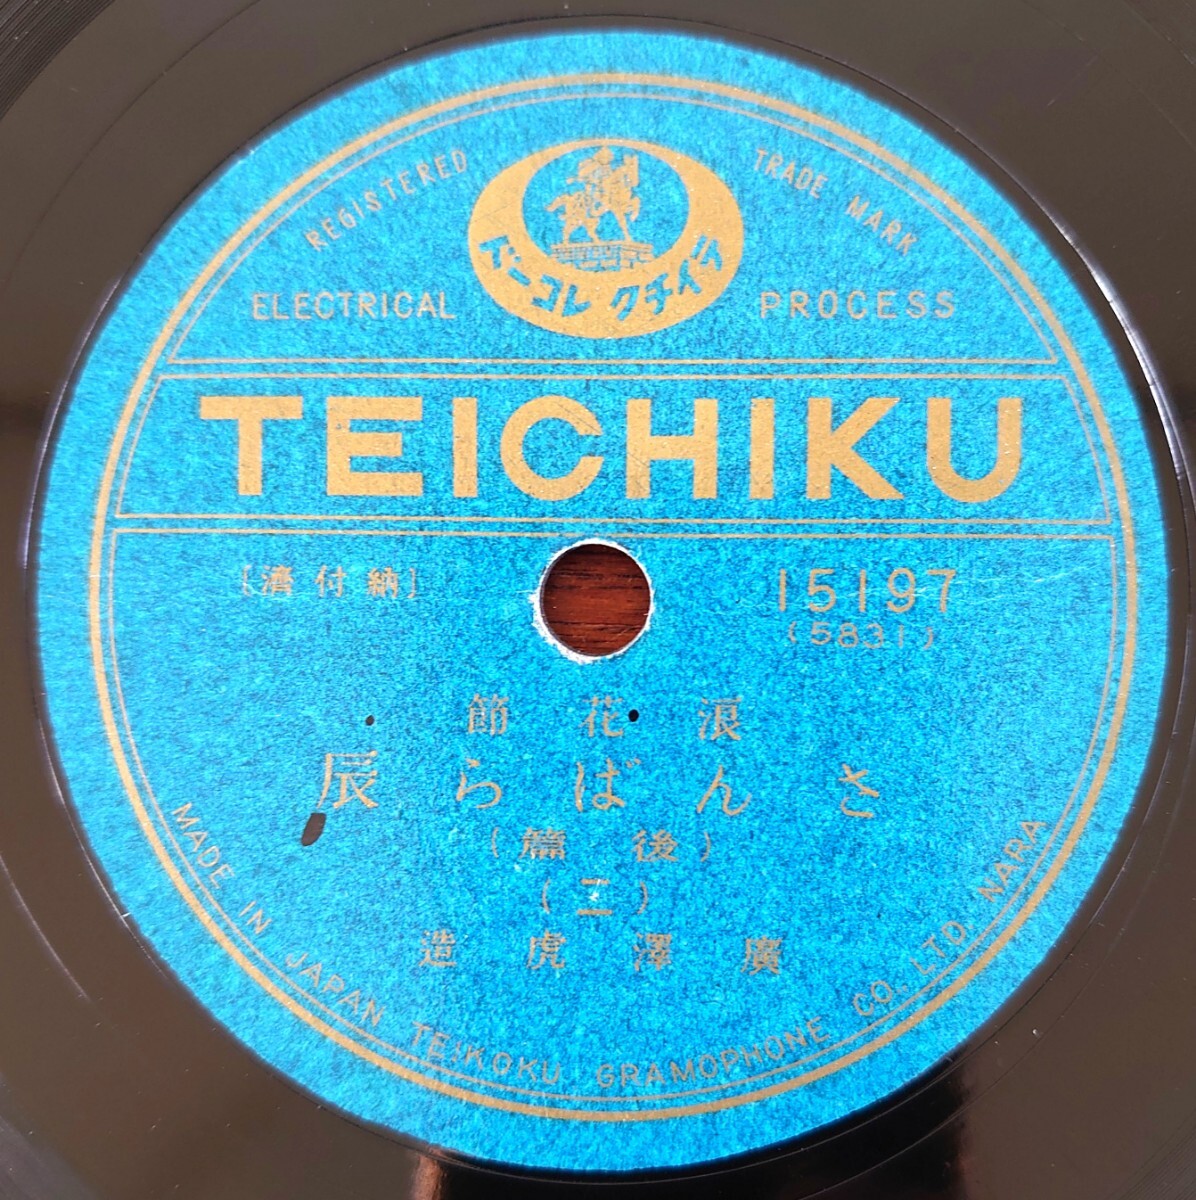 REGISTERED TRADE MARK
テイチクレコード
ELECTRICAL PROCESS
TEICHIKU
[納付濟]
15197
(5831)
浪花節
さんばら辰
(後篇)
(二)
廣澤虎造
MADE IN JAPAN TEIKOKU GRAMOPHONE CO. LTD. NARA